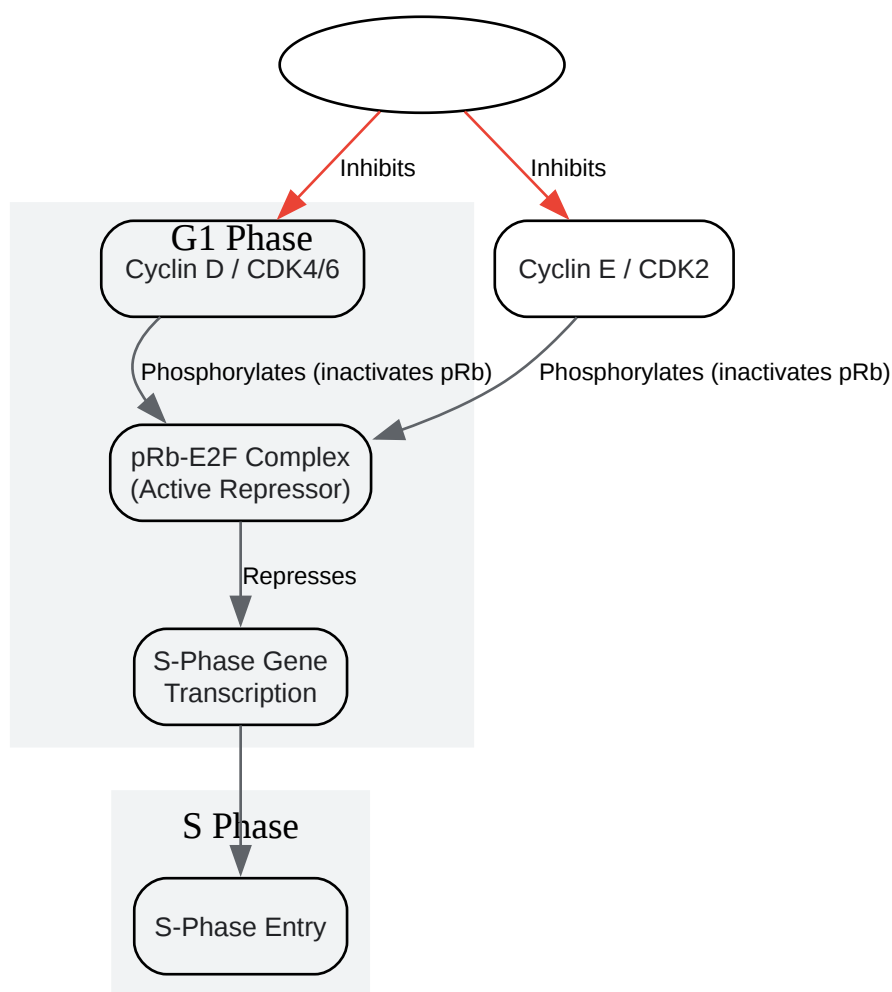 Inhibits
Inhibits
G1 Phase
Cyclin D / CDK4/6
Cyclin E / CDK2
Phosphorylates (inactivates pRb)
Phosphorylates (inactivates pRb)
pRb-E2F Complex
(Active Repressor)
Represses
S-Phase Gene
Transcription
S Phase
S-Phase Entry